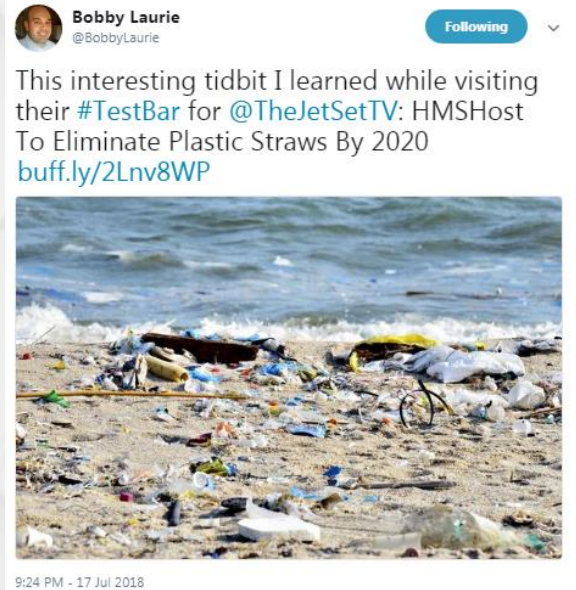 Bobby Laurie
@BobbyLaurie
Following
This interesting tidbit I learned while visiting
their #TestBar for @TheJetSetTV: HMSHost
To Eliminate Plastic Straws By 2020
buff.ly/2Lnv8WP
9:24 PM - 17 Jul 2018